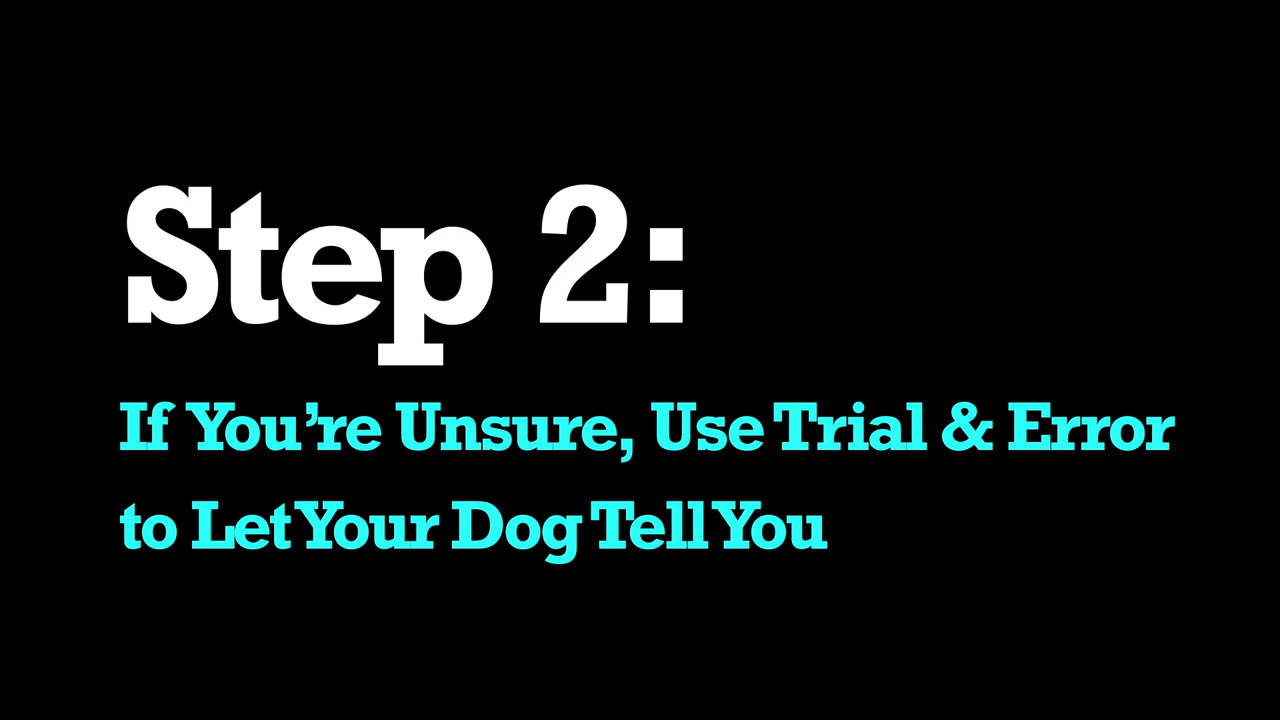 Step 2:
If You’re Unsure, Use Trial & Error
to Let Your Dog Tell You